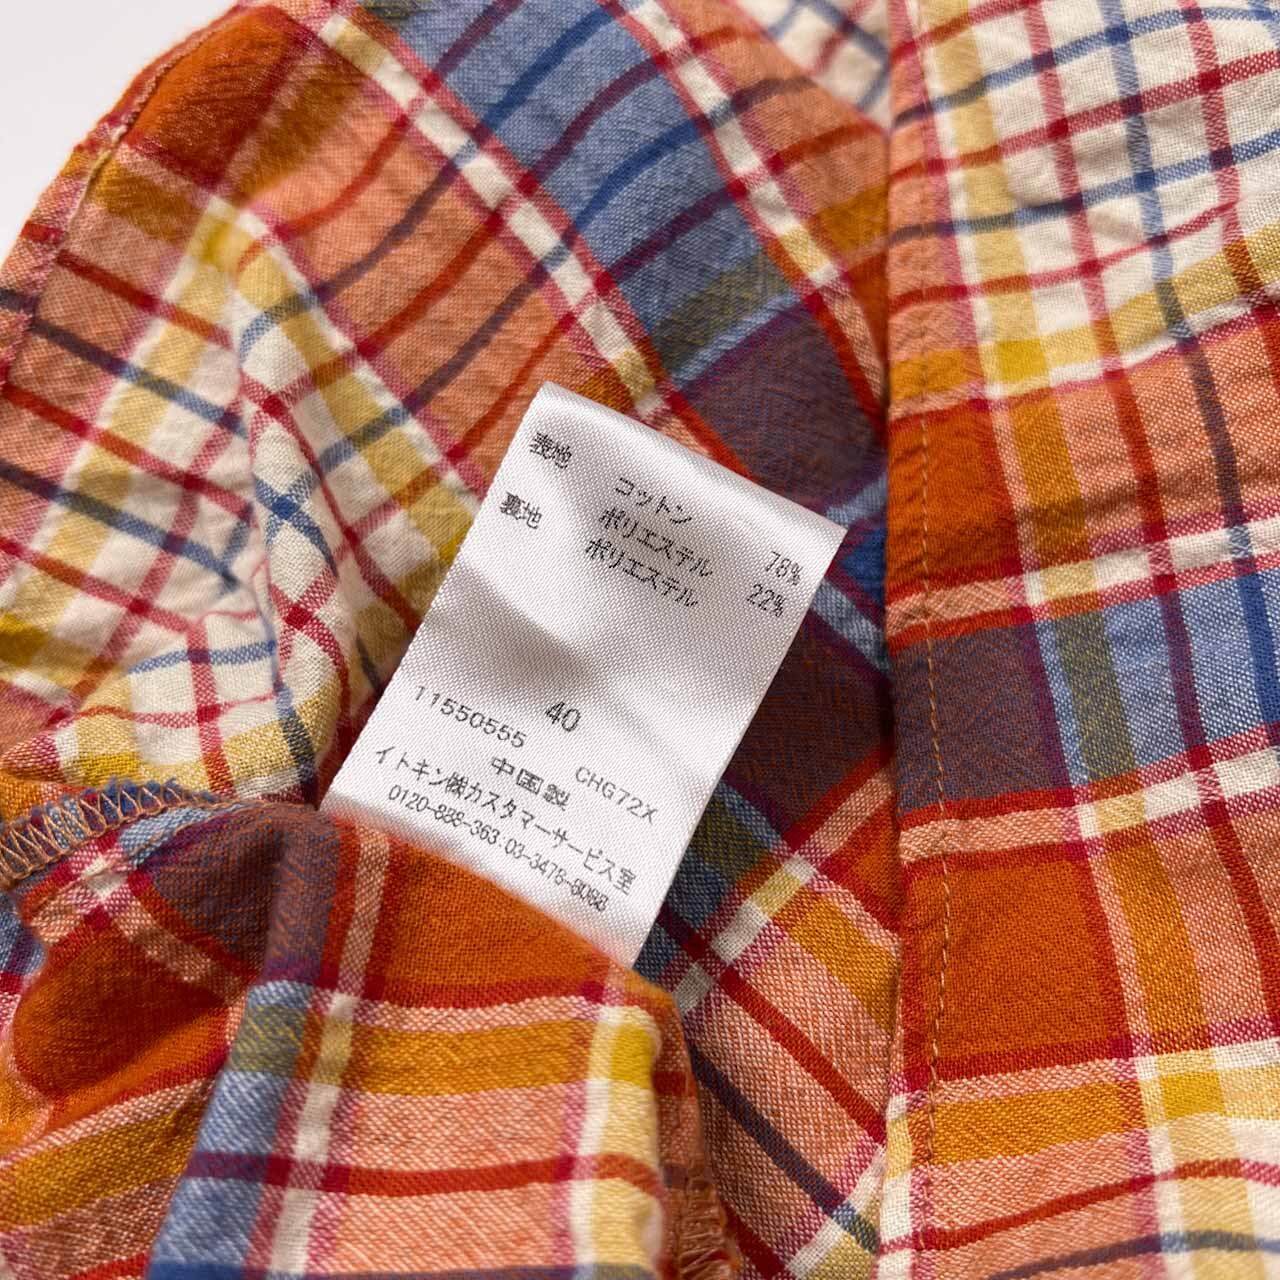 表地 コットン 78%
ポリエステル 22%
裏地 ポリエステル
40
11550555 CHG72X
中国製
イトキン㈱カスタマーサービス室
0120-888-363:03-3478-8088